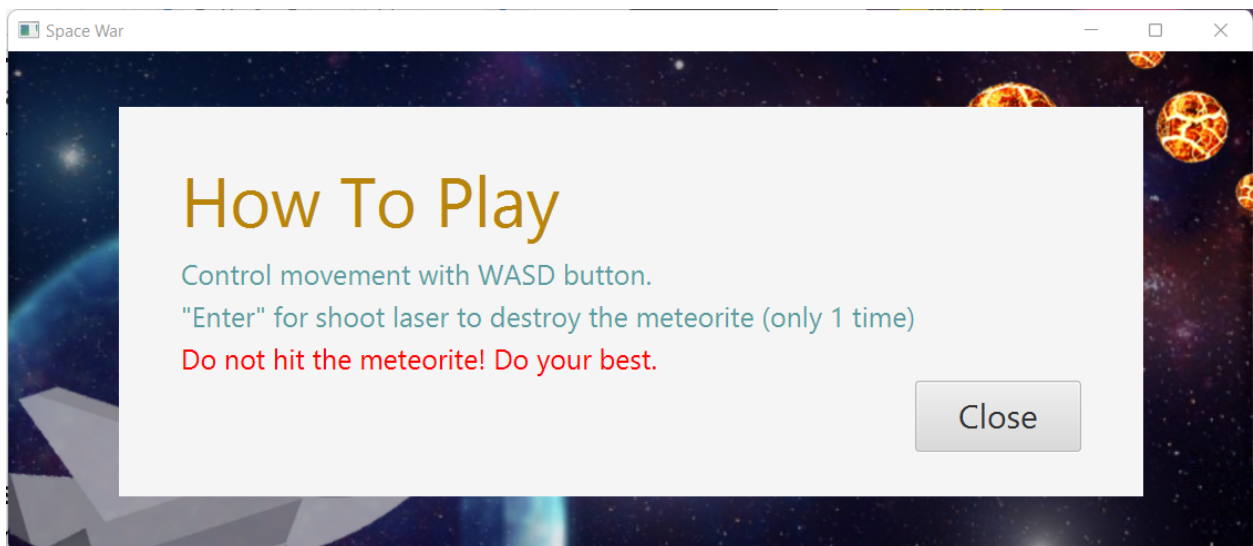 Space War
How To Play
Control movement with WASD button.
"Enter" for shoot laser to destroy the meteorite (only 1 time)
Do not hit the meteorite! Do your best.
Close